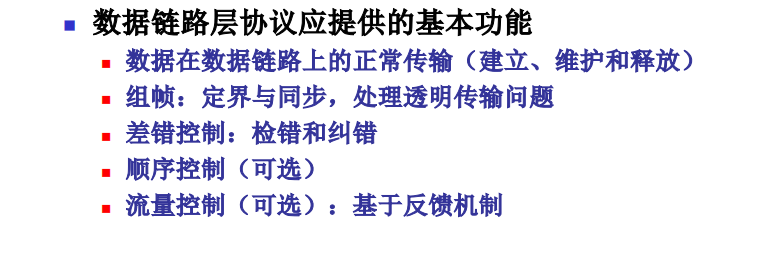 数据链路层协议应提供的基本功能
数据在数据链路上的正常传输（建立、维护和释放）
组帧：定界与同步，处理透明传输问题
差错控制：检错和纠错
顺序控制（可选）
流量控制（可选）：基于反馈机制